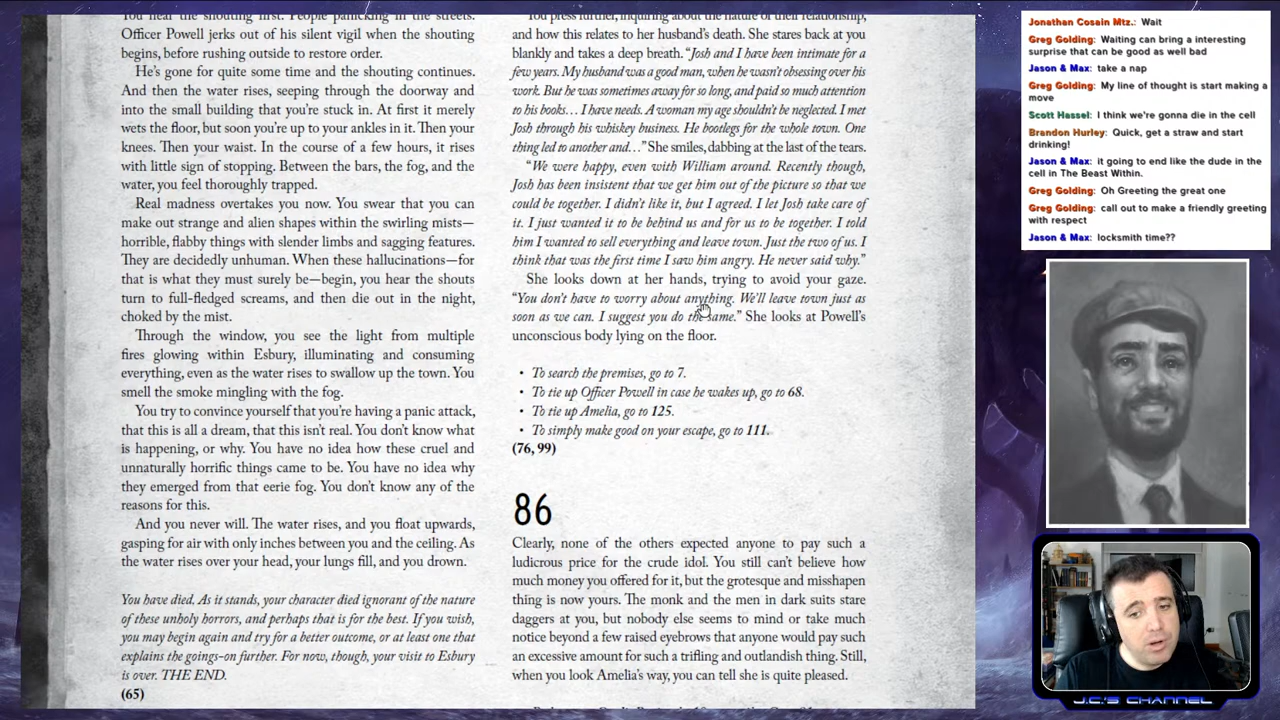 You hear the shouting first. People panicking in the streets.
Officer Powell jerks out of his silent vigil when the shouting
begins, before rushing outside to restore order.
He's gone for quite some time and the shouting continues.
And then the water rises, seeping through the doorway and
into the small building that you're held in. At first it merely
wets the floor, but soon you're up to your ankles in it. Then your
knees. Then your waist. In the course of a few hours, it rises
with little sign of stopping. Between the dark, the fog, and the
water, you feel thoroughly trapped.
Real madness overtakes you now. You swear that you can
make out strange and alien shapes within the swirling mists—
horrible, flabby things with slender limbs and sagging features.
They are decidedly unhuman. When these hallucinations—for
that is what they must surely be—begin, you hear the shouts
turn to full-fledged screams, and then die out in the night,
choked by the mist.
Through the window, you see the light from multiple
fires glowing within Esbury, illuminating and consuming
everything, even as the water rises to swallow up the town. You
smell the smoke mingling with the fog.
You try to convince yourself that you're having a panic attack,
that this is all a dream, that this isn't real. You don't know what
is happening, or why. You have no idea how these cruel and
unnaturally horrific things came to be. You have no idea why
they emerged from that eerie fog. You don't know any of the
reasons for this.
And you never will. The water rises, and you float upwards,
gasping for air with only inches between you and the ceiling. As
the water rises over your head, your lungs fill, and you drown.
You have died. As it stands, your character died ignorant of the nature
of these unholy horrors, and perhaps that is for the best. If you wish,
you may begin again and try for a better outcome, or at least one that
explains the goings-on further. For now, though, your visit to Esbury
is over. THE END.
(65)
You press further, inquiring about the nature of their relationship,
and how this relates to her husband's death. She stares back at you
blankly and takes a deep breath. “Josh and I have been intimate for a
few years. My husband was a good man, when he wasn't obsessing over his
work. But he was sometimes away for so long, and paid so much attention
to his books… I have needs. A woman my age shouldn't be neglected. I met
Josh through his whiskey business. He bootlegs for the whole town. One
thing led to another and…” She smiles, dabbing at the last of the tears.
“We were happy, even with William around. Recently though,
Josh has been insistent that we get him out of the picture so that we
could be together. I didn't like it, but I agreed. I let Josh take care of
it. I just wanted it to be behind us and for us to be together. I told
him I wanted to sell everything and leave town. Just the two of us. I
think that was the first time I saw him angry. He never said why.”
She looks down at her hands, trying to avoid your gaze.
“You don't have to worry about anything. We'll leave town just as
soon as we can. I suggest you do the same.” She looks at Powell's
unconscious body lying on the floor.
• To search the premises, go to 7.
• To tie up Officer Powell in case he wakes up, go to 68.
• To tie up Amelia, go to 125.
• To simply make good on your escape, go to 111.
(76, 99)
86
Clearly, none of the others expected anyone to pay such a
ludicrous price for the crude idol. You still can't believe how
much money you offered for it, but the grotesque and misshapen
thing is now yours. The monk and the men in dark suits stare
daggers at you, but nobody else seems to mind or take much
notice beyond a few raised eyebrows that anyone would pay such
an excessive amount for such a trifling and outlandish thing. Still,
when you look Amelia's way, you can tell she is quite pleased.
Jonathan Cosain Mtz.: Wait
Greg Golding: Waiting can bring a interesting
surprise that can be good as well bad
Jason & Max: take a nap
Greg Golding: My line of thought is start making a
move
Scott Hassel: I think we're gonna die in the cell
Brandon Hurley: Quick, get a straw and start
drinking!
Jason & Max: it going to end like the dude in the
cell in The Beast Within.
Greg Golding: Oh Greeting the great one
Greg Golding: call out to make a friendly greeting
with respect
Jason & Max: locksmith time??
J.C.'S CHANNEL